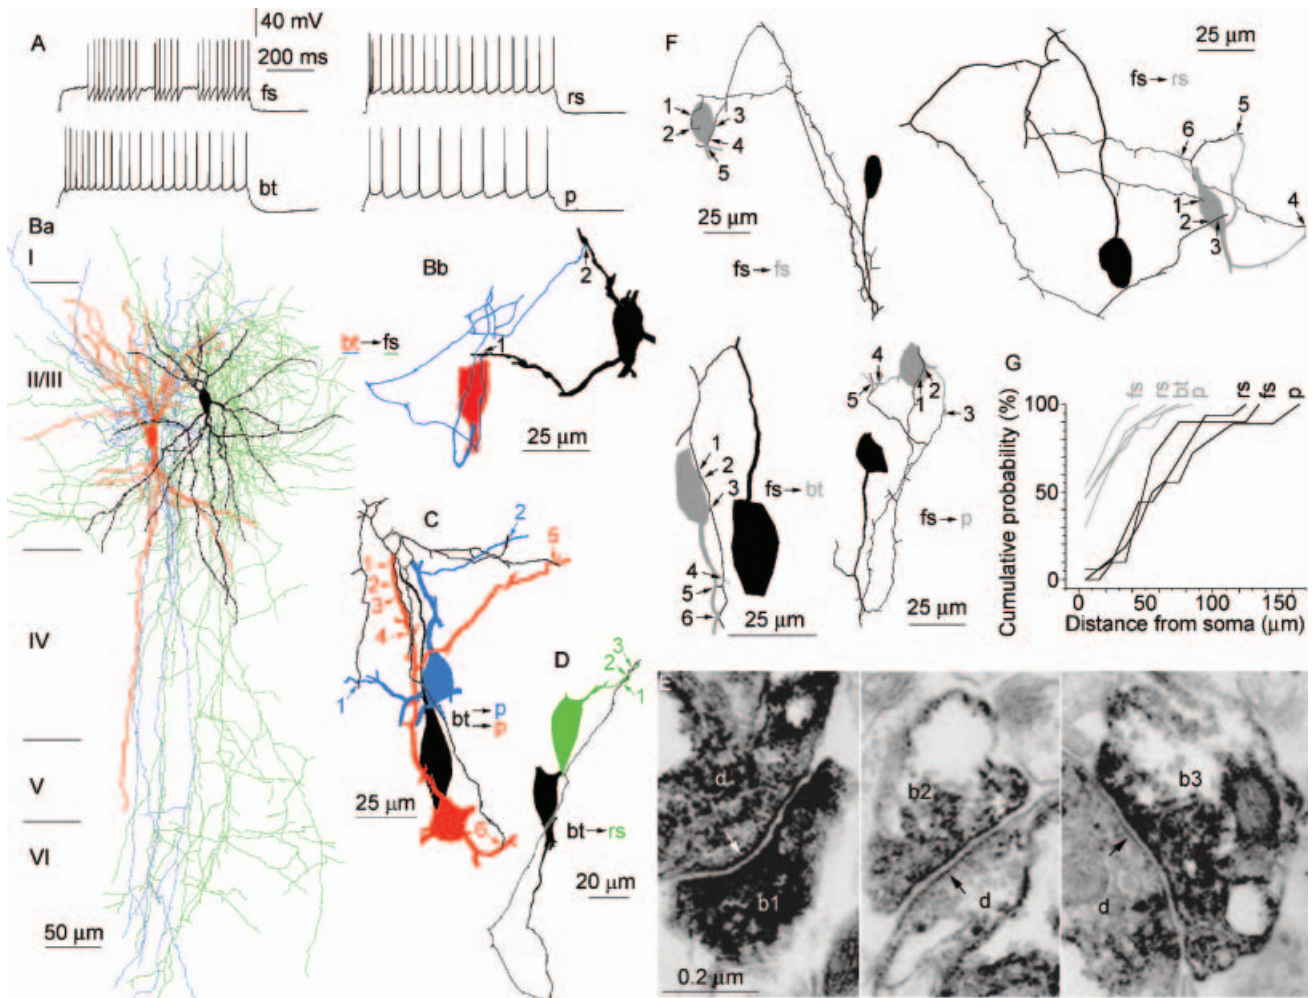 A
40 mV
200 ms
fs
rs
bt
p
Ba
I
II/III
IV
V
VI
50 μm
Bb
bt → fs
1
2
25 μm
C
1
2
3
4
5
6
1
2
bt → p
→ p
25 μm
D
3
2
1
bt → rs
20 μm
F
1
2
3
4
5
25 μm
fs → fs
25 μm
fs → rs
6
5
4
1
2
3
1
2
3
4
5
6
fs → bt
25 μm
4
5
2
1
3
fs → p
25 μm
G
fs rs bt p rs fs p
Cumulative probability (%)
100
50
0
0 40 80 120 160
Distance from soma (μm)
E
d
b1
0.2 μm
b2
d
b3
d